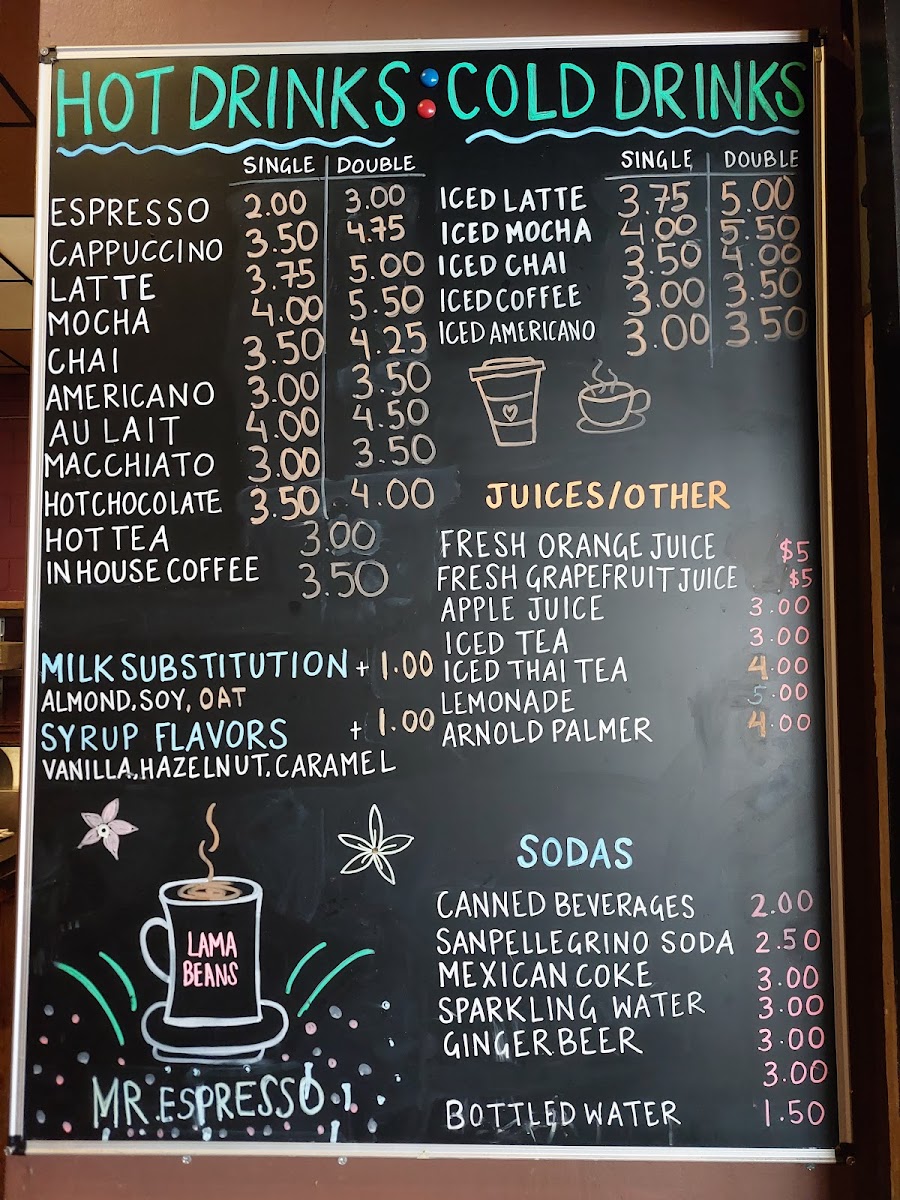 HOT DRINKS : COLD DRINKS
SINGLE DOUBLE
ESPRESSO 2.00 3.00
CAPPUCCINO 3.50 4.75
LATTE 3.75 5.00
MOCHA 4.00 5.50
CHAI 3.50 4.25
AMERICANO 3.00 3.50
AU LAIT 4.00 4.50
MACCHIATO 3.00 3.50
HOT CHOCOLATE 3.50 4.00
HOT TEA 3.00
IN HOUSE COFFEE 3.50
MILK SUBSTITUTION + 1.00
ALMOND, SOY, OAT
SYRUP FLAVORS + 1.00
VANILLA, HAZELNUT, CARAMEL
LAMA
BEANS
MR. ESPRESSO
SINGLE DOUBLE
ICED LATTE 3.75 5.00
ICED MOCHA 4.00 5.50
ICED CHAI 3.50 4.00
ICED COFFEE 3.00 3.50
ICED AMERICANO 3.00 3.50
JUICES/OTHER
FRESH ORANGE JUICE $5
FRESH GRAPEFRUIT JUICE $5
APPLE JUICE 3.00
ICED TEA 3.00
ICED THAI TEA 4.00
LEMONADE 5.00
ARNOLD PALMER 4.00
SODAS
CANNED BEVERAGES 2.00
SANPELLEGRINO SODA 2.50
MEXICAN COKE 3.00
SPARKLING WATER 3.00
GINGER BEER 3.00
3.00
BOTTLED WATER 1.50